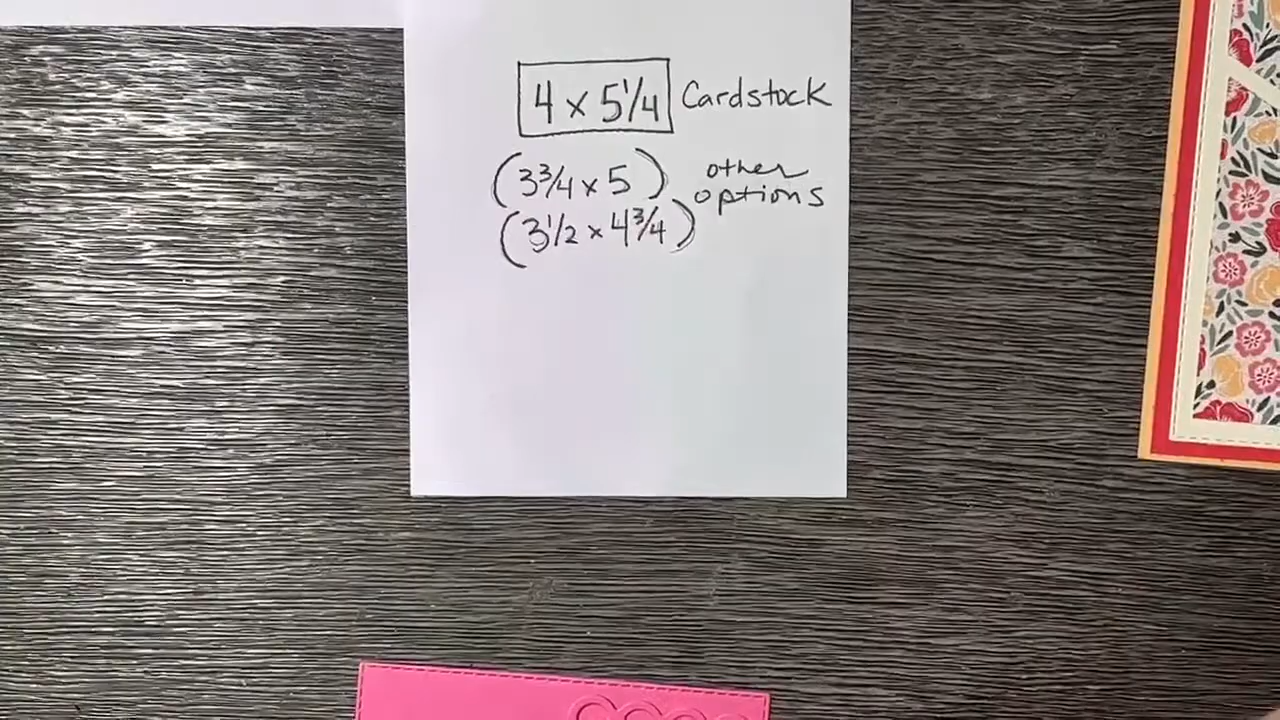 4 x 5 1/4 Cardstock
(3 3/4 x 5) other options
(3 1/2 x 4 3/4)